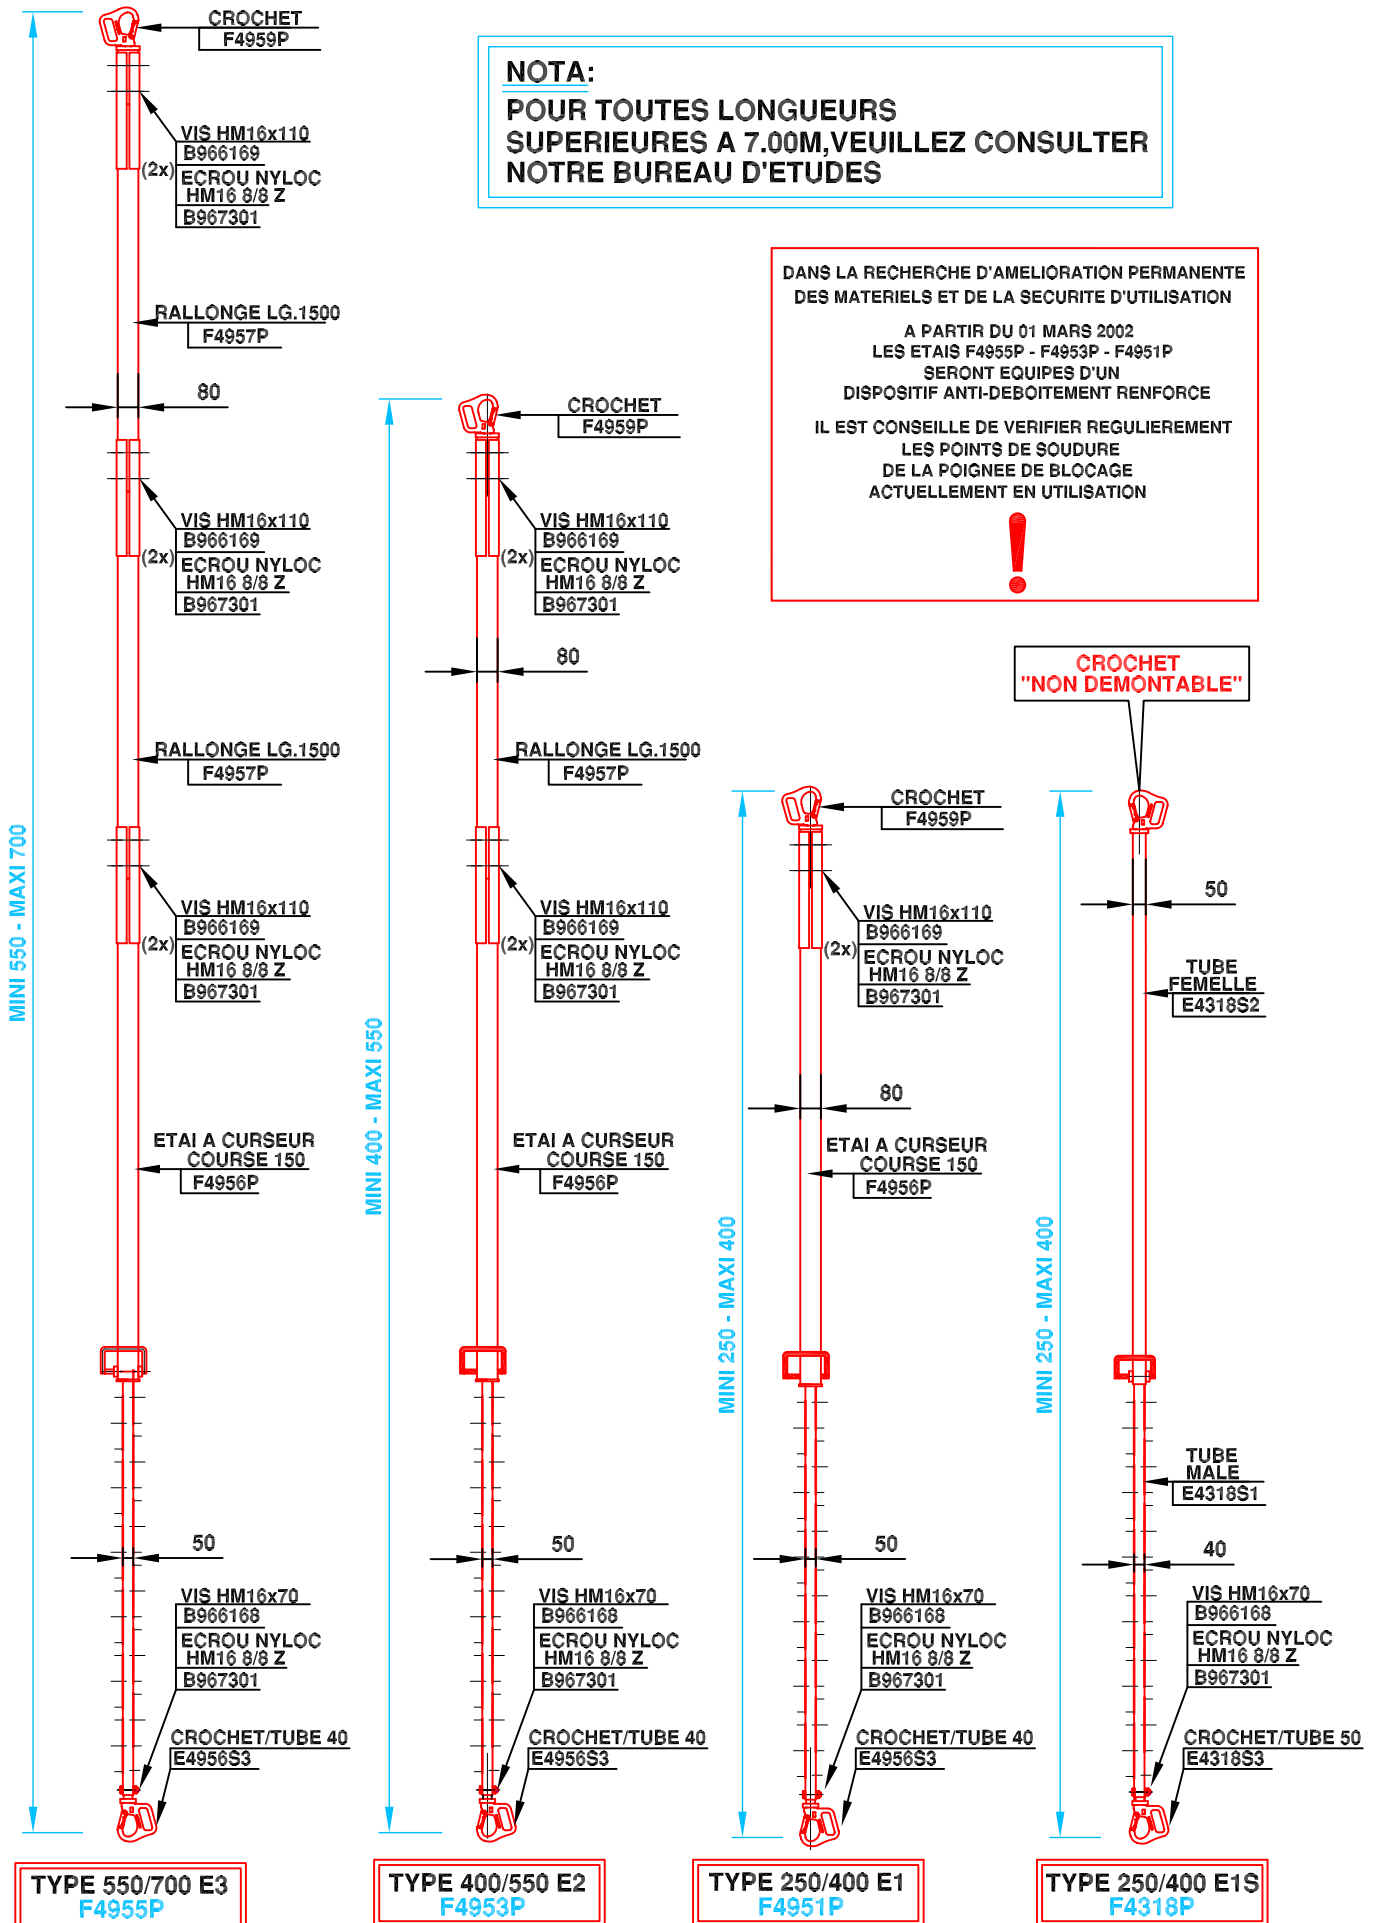 NOTA:
POUR TOUTES LONGUEURS
SUPERIEURES A 7.00M,VEUILLEZ CONSULTER
NOTRE BUREAU D'ETUDES
DANS LA RECHERCHE D'AMELIORATION PERMANENTE
DES MATERIELS ET DE LA SECURITE D'UTILISATION
A PARTIR DU 01 MARS 2002
LES ETAIS F4955P - F4953P - F4951P
SERONT EQUIPES D'UN
DISPOSITIF ANTI-DEBOITEMENT RENFORCE
IL EST CONSEILLE DE VERIFIER REGULIEREMENT
LES POINTS DE SOUDURE
DE LA POIGNEE DE BLOCAGE
ACTUELLEMENT EN UTILISATION
!
MINI 550 - MAXI 700
CROCHET
F4959P
VIS HM16x110
B966169
(2x)
ECROU NYLOC
HM16 8/8 Z
B967301
RALLONGE LG.1500
F4957P
80
VIS HM16x110
B966169
(2x)
ECROU NYLOC
HM16 8/8 Z
B967301
RALLONGE LG.1500
F4957P
VIS HM16x110
B966169
(2x)
ECROU NYLOC
HM16 8/8 Z
B967301
ETAI A CURSEUR
COURSE 150
F4956P
50
VIS HM16x70
B966168
ECROU NYLOC
HM16 8/8 Z
B967301
CROCHET/TUBE 40
E4956S3
TYPE 550/700 E3
F4955P
MINI 400 - MAXI 550
CROCHET
F4959P
VIS HM16x110
B966169
(2x)
ECROU NYLOC
HM16 8/8 Z
B967301
80
RALLONGE LG.1500
F4957P
VIS HM16x110
B966169
(2x)
ECROU NYLOC
HM16 8/8 Z
B967301
ETAI A CURSEUR
COURSE 150
F4956P
50
VIS HM16x70
B966168
ECROU NYLOC
HM16 8/8 Z
B967301
CROCHET/TUBE 40
E4956S3
TYPE 400/550 E2
F4953P
MINI 250 - MAXI 400
CROCHET
F4959P
VIS HM16x110
B966169
(2x)
ECROU NYLOC
HM16 8/8 Z
B967301
80
ETAI A CURSEUR
COURSE 150
F4956P
50
VIS HM16x70
B966168
ECROU NYLOC
HM16 8/8 Z
B967301
CROCHET/TUBE 40
E4956S3
TYPE 250/400 E1
F4951P
MINI 250 - MAXI 400
CROCHET
"NON DEMONTABLE"
50
TUBE
FEMELLE
E4318S2
TUBE
MALE
E4318S1
40
VIS HM16x70
B966168
ECROU NYLOC
HM16 8/8 Z
B967301
CROCHET/TUBE 50
E4318S3
TYPE 250/400 E1S
F4318P